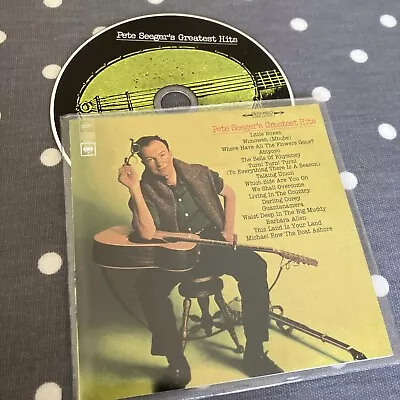 Pete Seeger's Greatest Hits
STEREO
Pete Seeger's Greatest Hits
Little Boxes
Wimoweh (Mbube)
Where Have All The Flowers Gone?
Abiyoyo
The Bells Of Rhymney
Turn! Turn! Turn!
(To Everything There Is A Season)
Talking Union
Which Side Are You On
We Shall Overcome
Living In The Country
Darling Corey
Guantanamera
Waist Deep In The Big Muddy
Barbara Allen
This Land Is Your Land
Michael Row The Boat Ashore